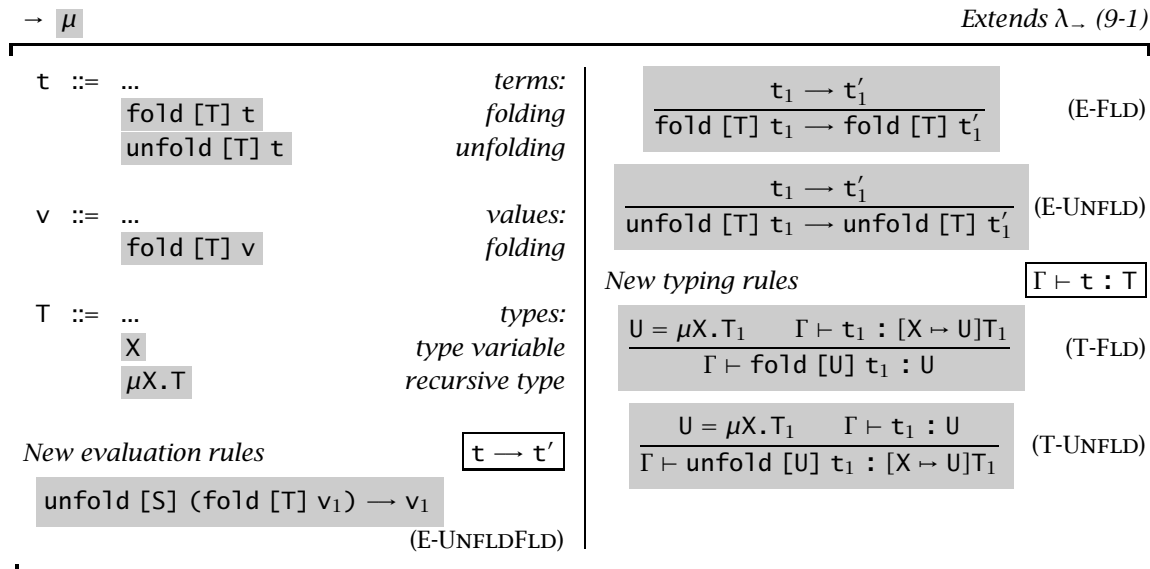 → μ Extends λ→ (9-1)
t ::= ... terms:
fold [T] t folding
unfold [T] t unfolding
v ::= ... values:
fold [T] v folding
T ::= ... types:
X type variable
μX.T recursive type
New evaluation rules t ⟶ t′
unfold [S] (fold [T] v₁) ⟶ v₁
(E-UNFLDFLD)
t₁ ⟶ t′₁
fold [T] t₁ ⟶ fold [T] t′₁
(E-FLD)
t₁ ⟶ t′₁
unfold [T] t₁ ⟶ unfold [T] t′₁
(E-UNFLD)
New typing rules Γ ⊢ t : T
U = μX.T₁ Γ ⊢ t₁ : [X ↦ U]T₁
Γ ⊢ fold [U] t₁ : U
(T-FLD)
U = μX.T₁ Γ ⊢ t₁ : U
Γ ⊢ unfold [U] t₁ : [X ↦ U]T₁
(T-UNFLD)